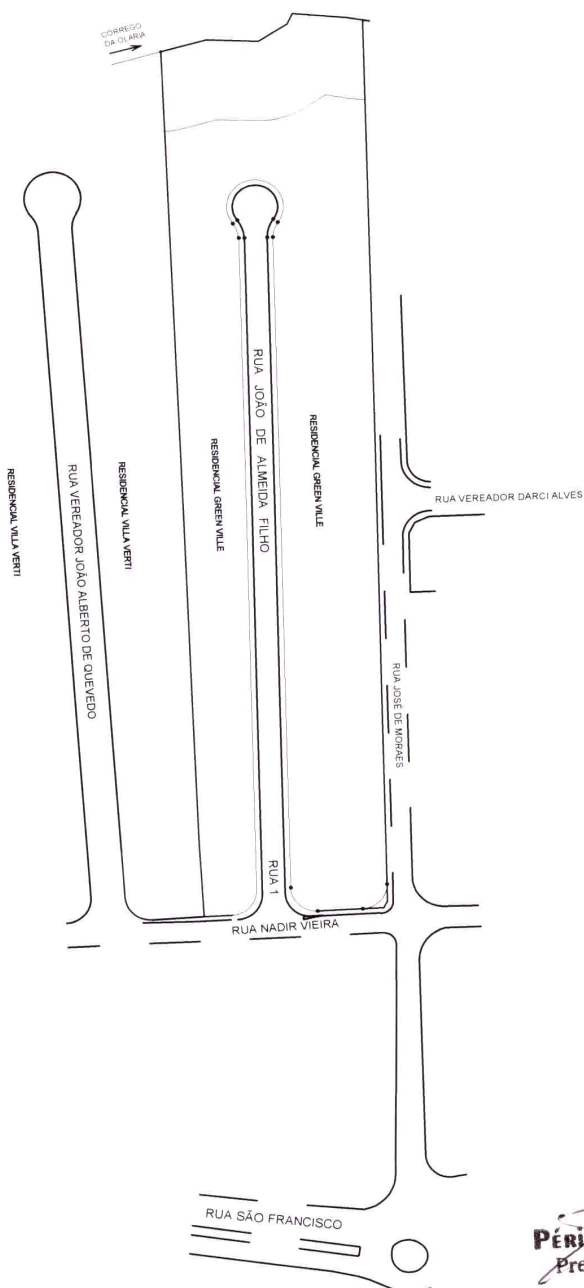 CÓRREGO
DA OLARIA
RUA JOÃO DE ALMEIDA FILHO
RESIDENCIAL GREEN VILLE
RESIDENCIAL GREEN VILLE
RUA VEREADOR DARCI ALVES
RESIDENCIAL VILLA VERTI
RESIDENCIAL VILLA VERTI
RUA VEREADOR JOÃO ALBERTO DE QUEVEDO
RUA JOSÉ DE MORAES
RUA 1
RUA NADIR VIEIRA
RUA SÃO FRANCISCO